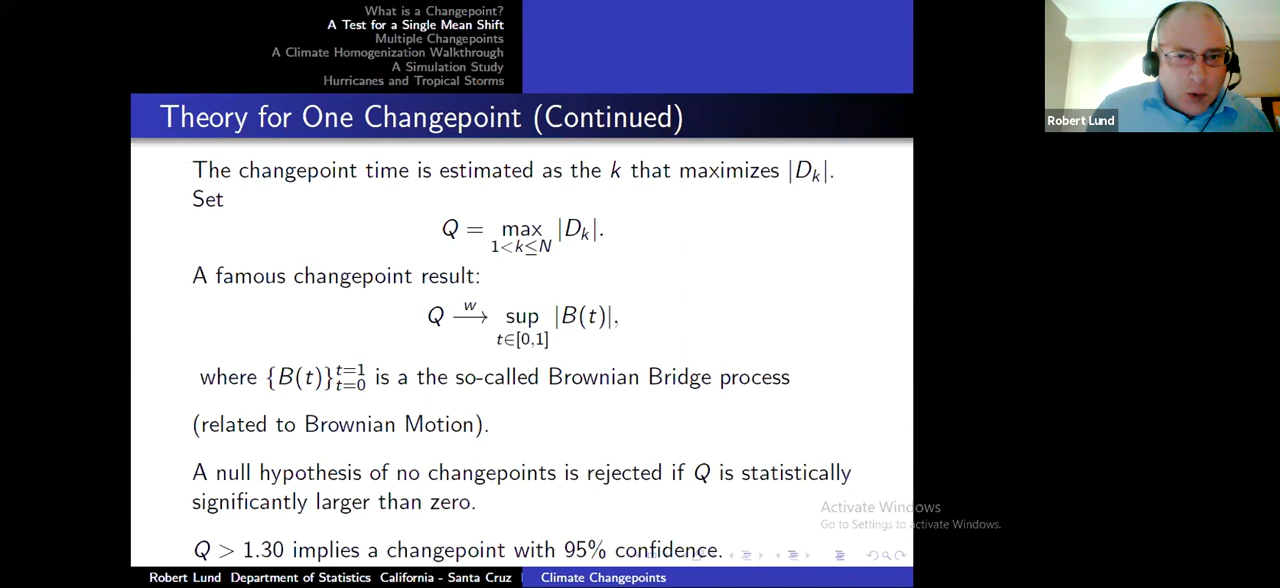 What is a Changepoint?
A Test for a Single Mean Shift
Multiple Changepoints
A Climate Homogenization Walkthrough
A Simulation Study
Hurricanes and Tropical Storms
Theory for One Changepoint (Continued)
The changepoint time is estimated as the k that maximizes |D_k|.
Set
Q = max_{1<k≤N} |D_k|.
A famous changepoint result:
Q →^w sup_{t∈[0,1]} |B(t)|,
where {B(t)}_{t=0}^{t=1} is a the so-called Brownian Bridge process
(related to Brownian Motion).
A null hypothesis of no changepoints is rejected if Q is statistically
significantly larger than zero.
Q > 1.30 implies a changepoint with 95% confidence.
Robert Lund Department of Statistics California - Santa Cruz
Climate Changepoints
Robert Lund
Activate Windows
Go to Settings to activate Windows.